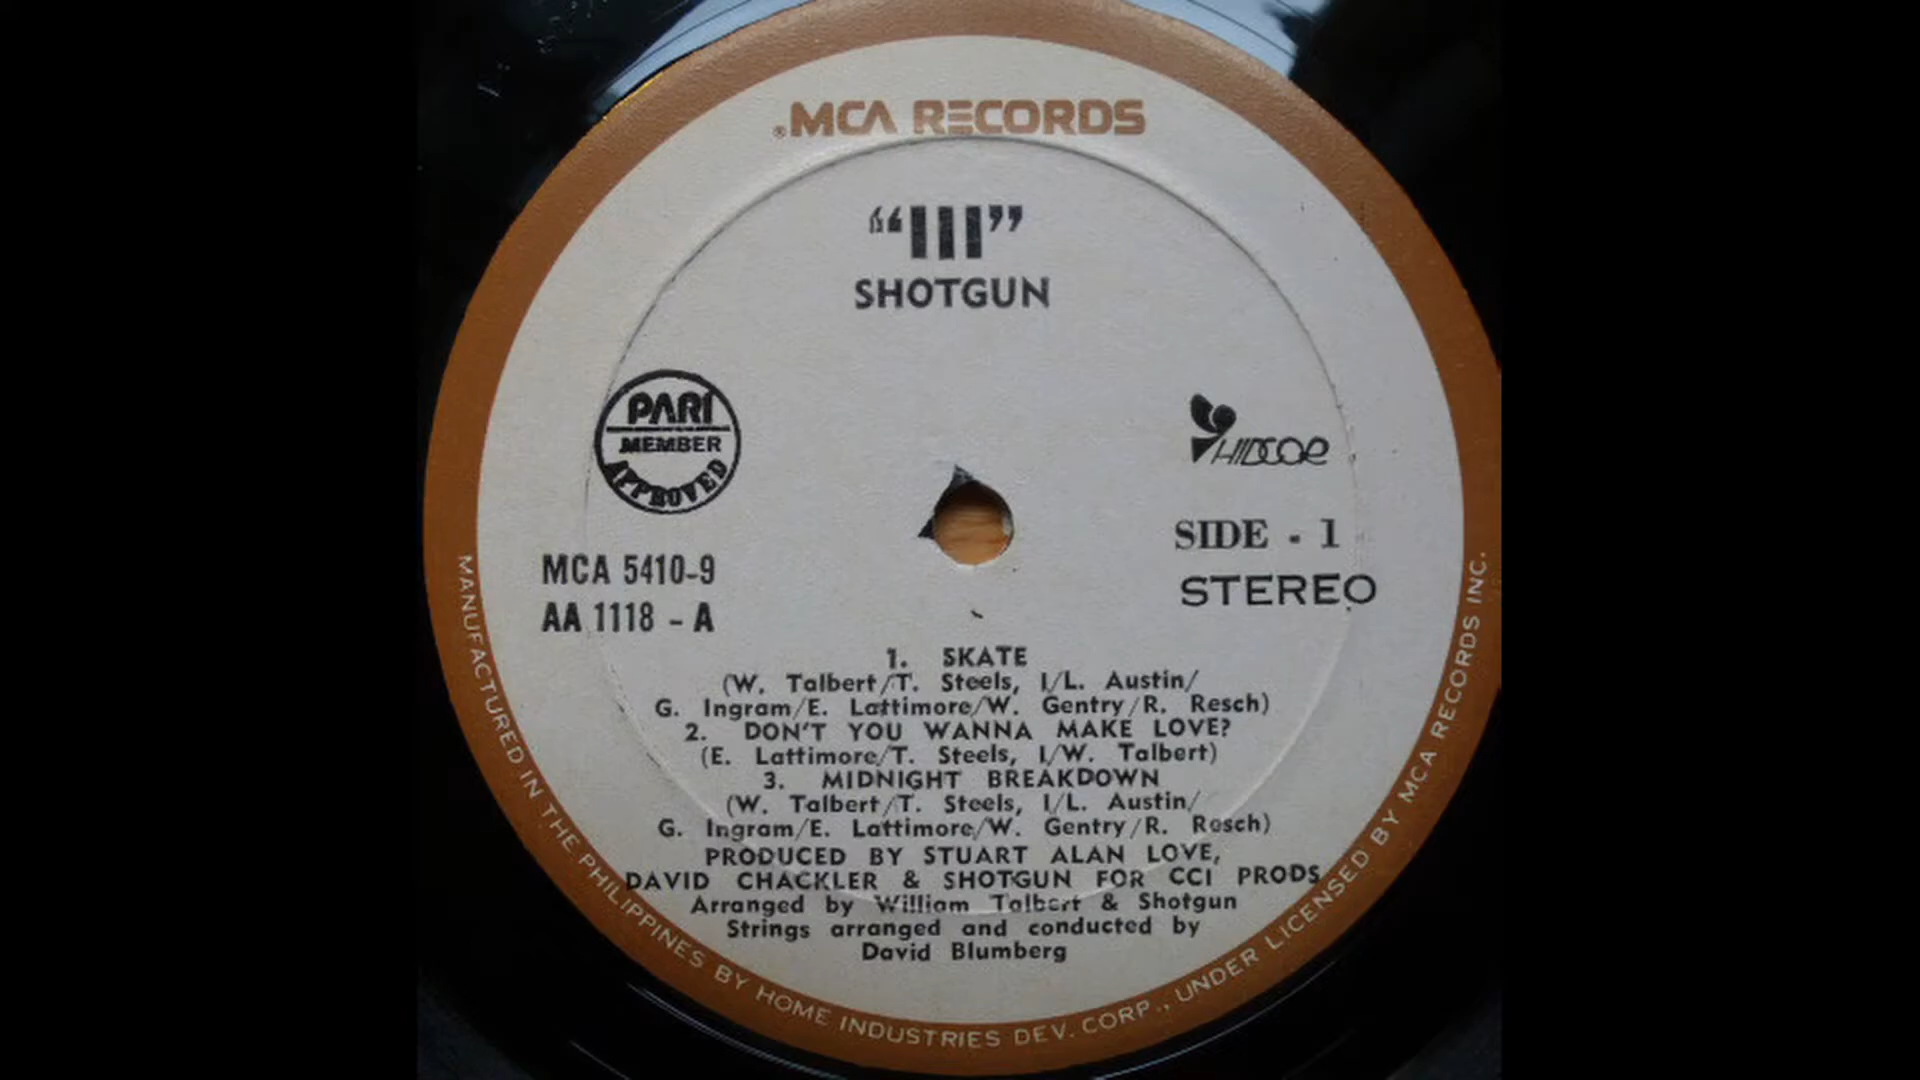 MCA RECORDS
"III"
SHOTGUN
PARI
MEMBER
APPROVED
HIDCOR
MCA 5410-9
AA 1118 - A
SIDE - 1
STEREO
1. SKATE
(W. Talbert/T. Steels, I/L. Austin/
G. Ingram/E. Lattimore/W. Gentry/R. Resch)
2. DON'T YOU WANNA MAKE LOVE?
(E. Lattimore/T. Steels, I/W. Talbert)
3. MIDNIGHT BREAKDOWN
(W. Talbert/T. Steels, I/L. Austin/
G. Ingram/E. Lattimore/W. Gentry/R. Resch)
PRODUCED BY STUART ALAN LOVE,
DAVID CHACKLER & SHOTGUN FOR CCI PRODS
Arranged by William Talbert & Shotgun
Strings arranged and conducted by
David Blumberg
MANUFACTURED IN THE PHILIPPINES BY HOME INDUSTRIES DEV. CORP., UNDER LICENSED BY MCA RECORDS INC.